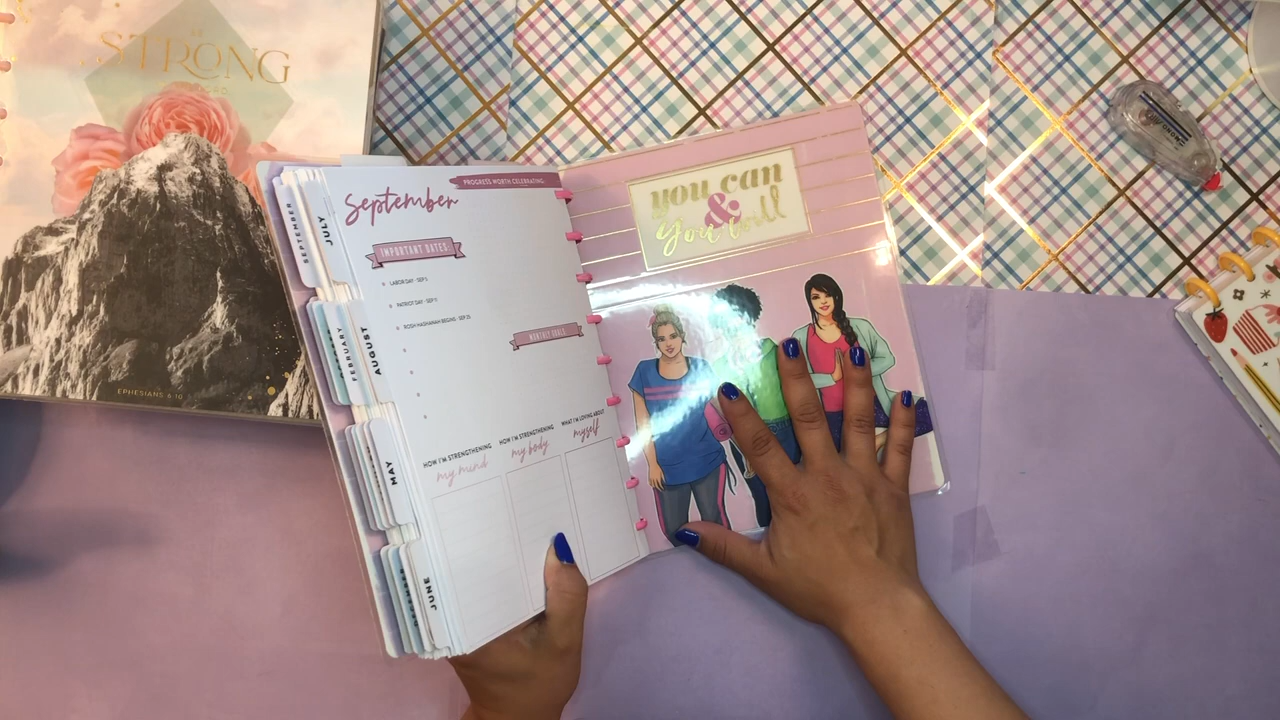 STRONG
EPHESIANS 6:10
SEPTEMBER
JULY
FEBRUARY
AUGUST
MAY
JUNE
PROGRESS WORTH CELEBRATING
September
IMPORTANT DATES
LABOR DAY - SEP 5
PATRIOT DAY - SEP 11
ROSH HASHANAH BEGINS - SEP 25
MONTHLY GOALS
HOW I'M STRENGTHENING
my mind
HOW I'M STRENGTHENING
my body
WHAT I'M LOVING ABOUT
myself
you can
&
you will